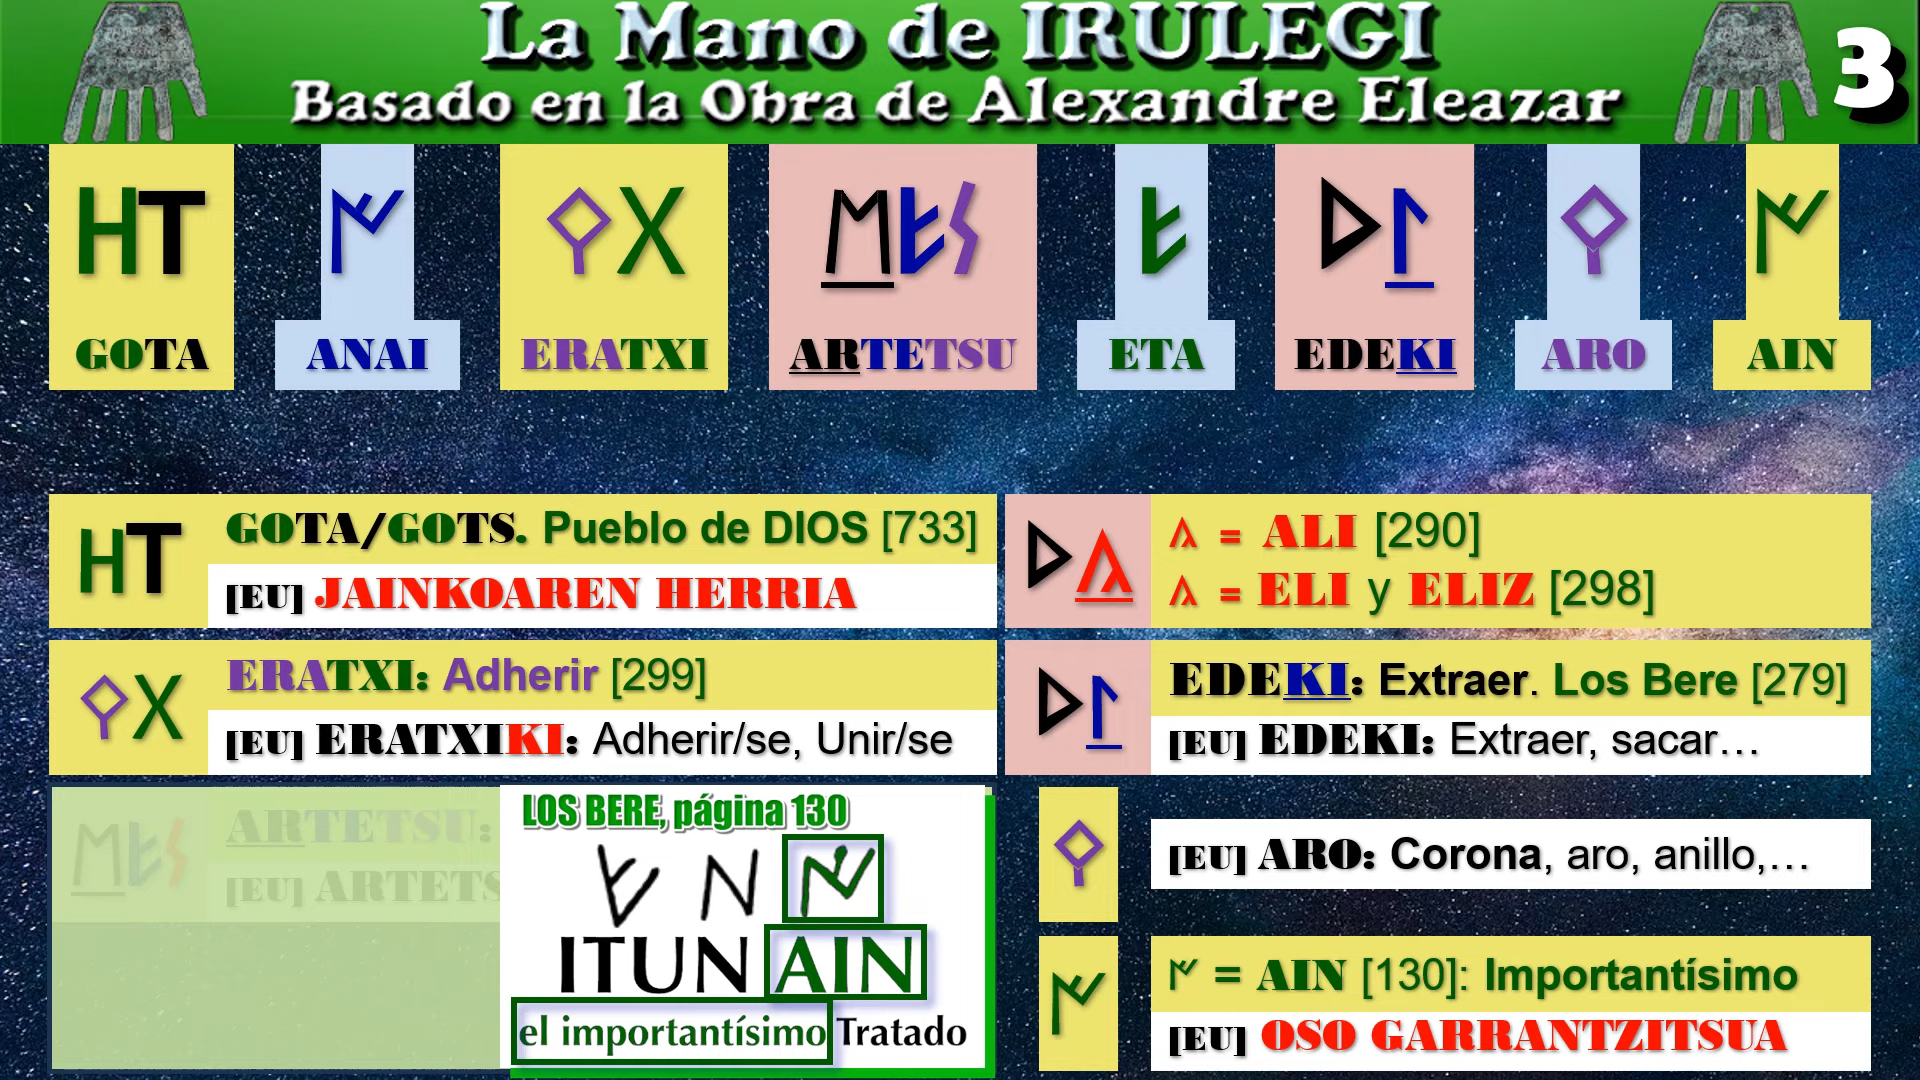 La Mano de IRULEGI
Basado en la Obra de Alexandre Eleazar
3
GOTA
ANAI
ERATXI
ARTETSU
ETA
EDEKI
ARO
AIN
GOTA/GOTS. Pueblo de DIOS [733]
[EU] JAINKOAREN HERRIA
= ALI [290]
= ELI y ELIZ [298]
ERATXI: Adherir [299]
[EU] ERATXIKI: Adherir/se, Unir/se
EDEKI: Extraer. Los Bere [279]
[EU] EDEKI: Extraer, sacar…
ARTETSU:
[EU] ARTETS
LOS BERE, página 130
ITUN AIN
el importantísimo Tratado
[EU] ARO: Corona, aro, anillo,…
= AIN [130]: Importantísimo
[EU] OSO GARRANTZITSUA